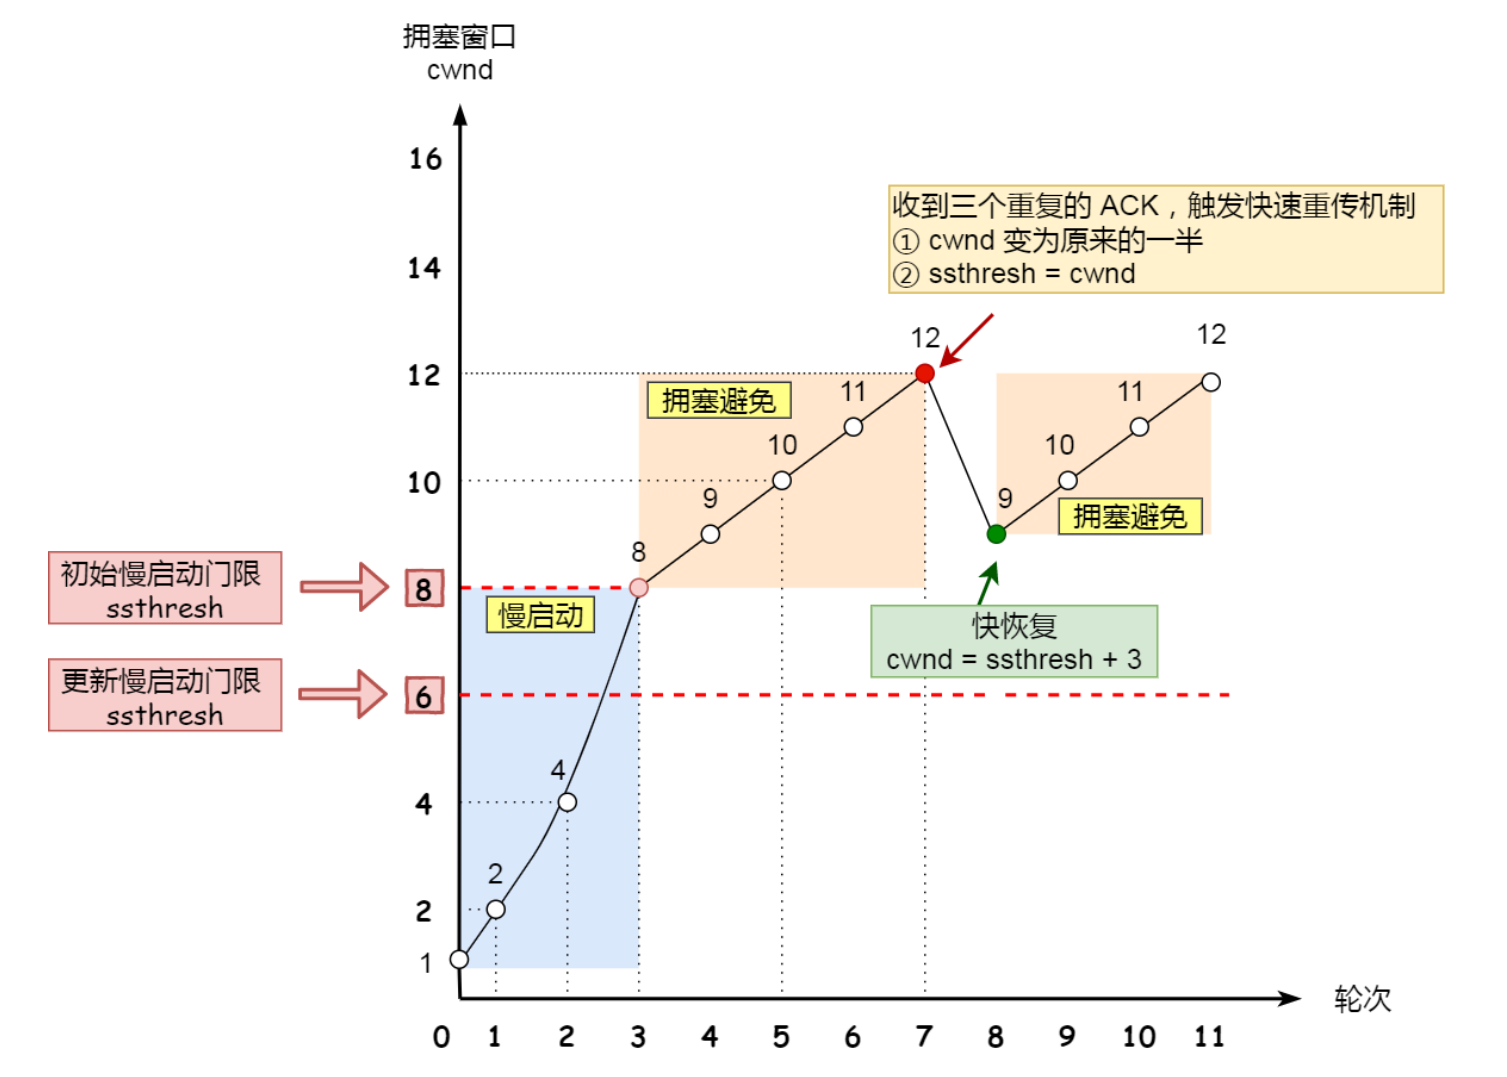 拥塞窗口
cwnd
16
14
收到三个重复的 ACK，触发快速重传机制
① cwnd 变为原来的一半
② ssthresh = cwnd
12
12
12
拥塞避免
11
11
10
10
10
9
9
拥塞避免
8
初始慢启动门限
ssthresh
8
慢启动
快恢复
cwnd = ssthresh + 3
更新慢启动门限
ssthresh
6
4
4
2
2
1
轮次
0 1 2 3 4 5 6 7 8 9 10 11